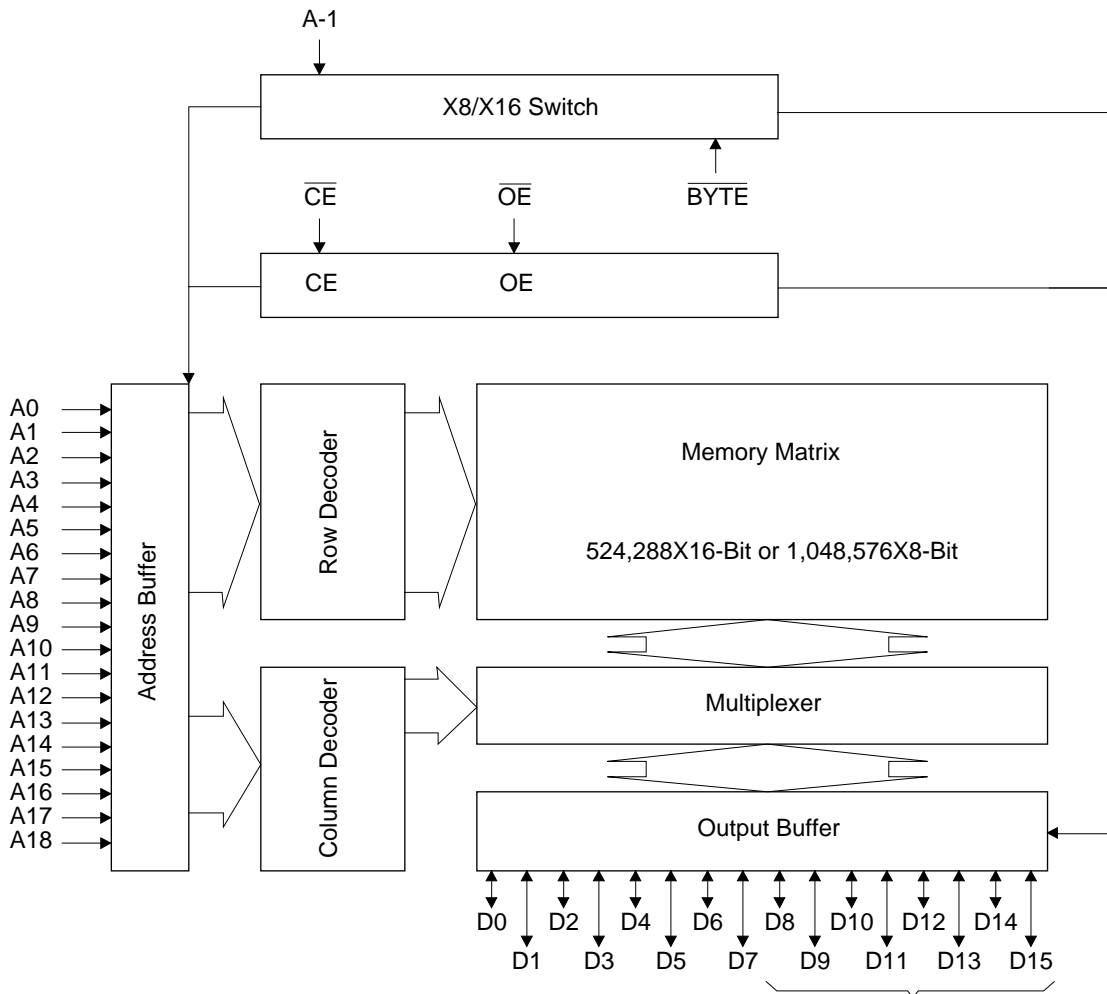 A-1
X8/X16 Switch
CE OE BYTE
CE OE
A0
A1
A2
A3
A4
A5
A6
A7
A8
A9
A10
A11
A12
A13
A14
A15
A16
A17
A18
Address Buffer
Row Decoder
Memory Matrix
524,288X16-Bit or 1,048,576X8-Bit
Column Decoder
Multiplexer
Output Buffer
D0 D2 D4 D6 D8 D10 D12 D14
D1 D3 D5 D7 D9 D11 D13 D15